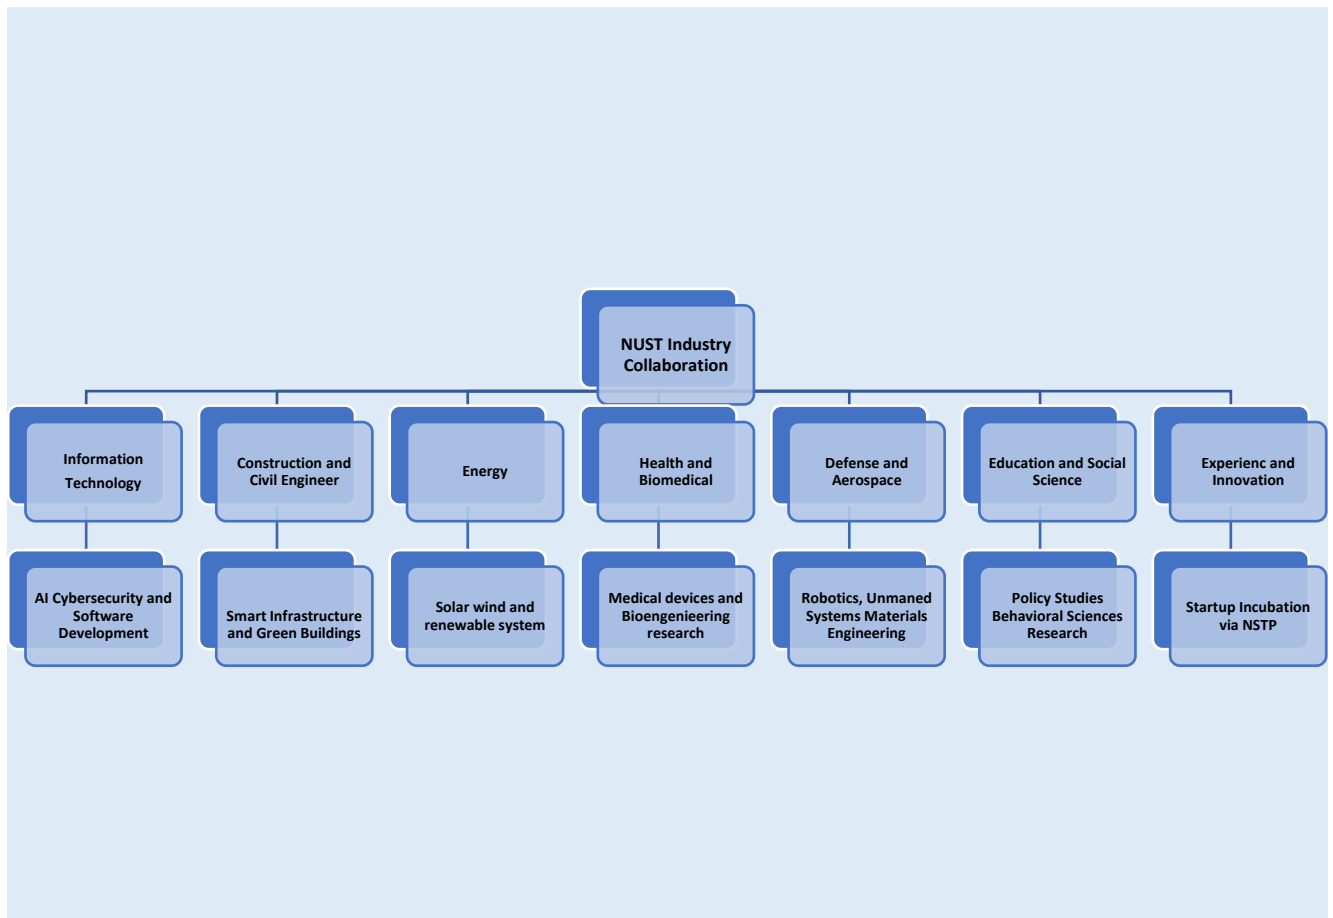 NUST Industry
Collaboration
Information
Technology
Construction and
Civil Engineer
Energy
Health and
Biomedical
Defense and
Aerospace
Education and Social
Science
Experienc and
Innovation
AI Cybersecurity and
Software
Development
Smart Infrastructure
and Green Buildings
Solar wind and
renewable system
Medical devices and
Bioengenieering
research
Robotics, Unmaned
Systems Materials
Engineering
Policy Studies
Behavioral Sciences
Research
Startup Incubation
via NSTP